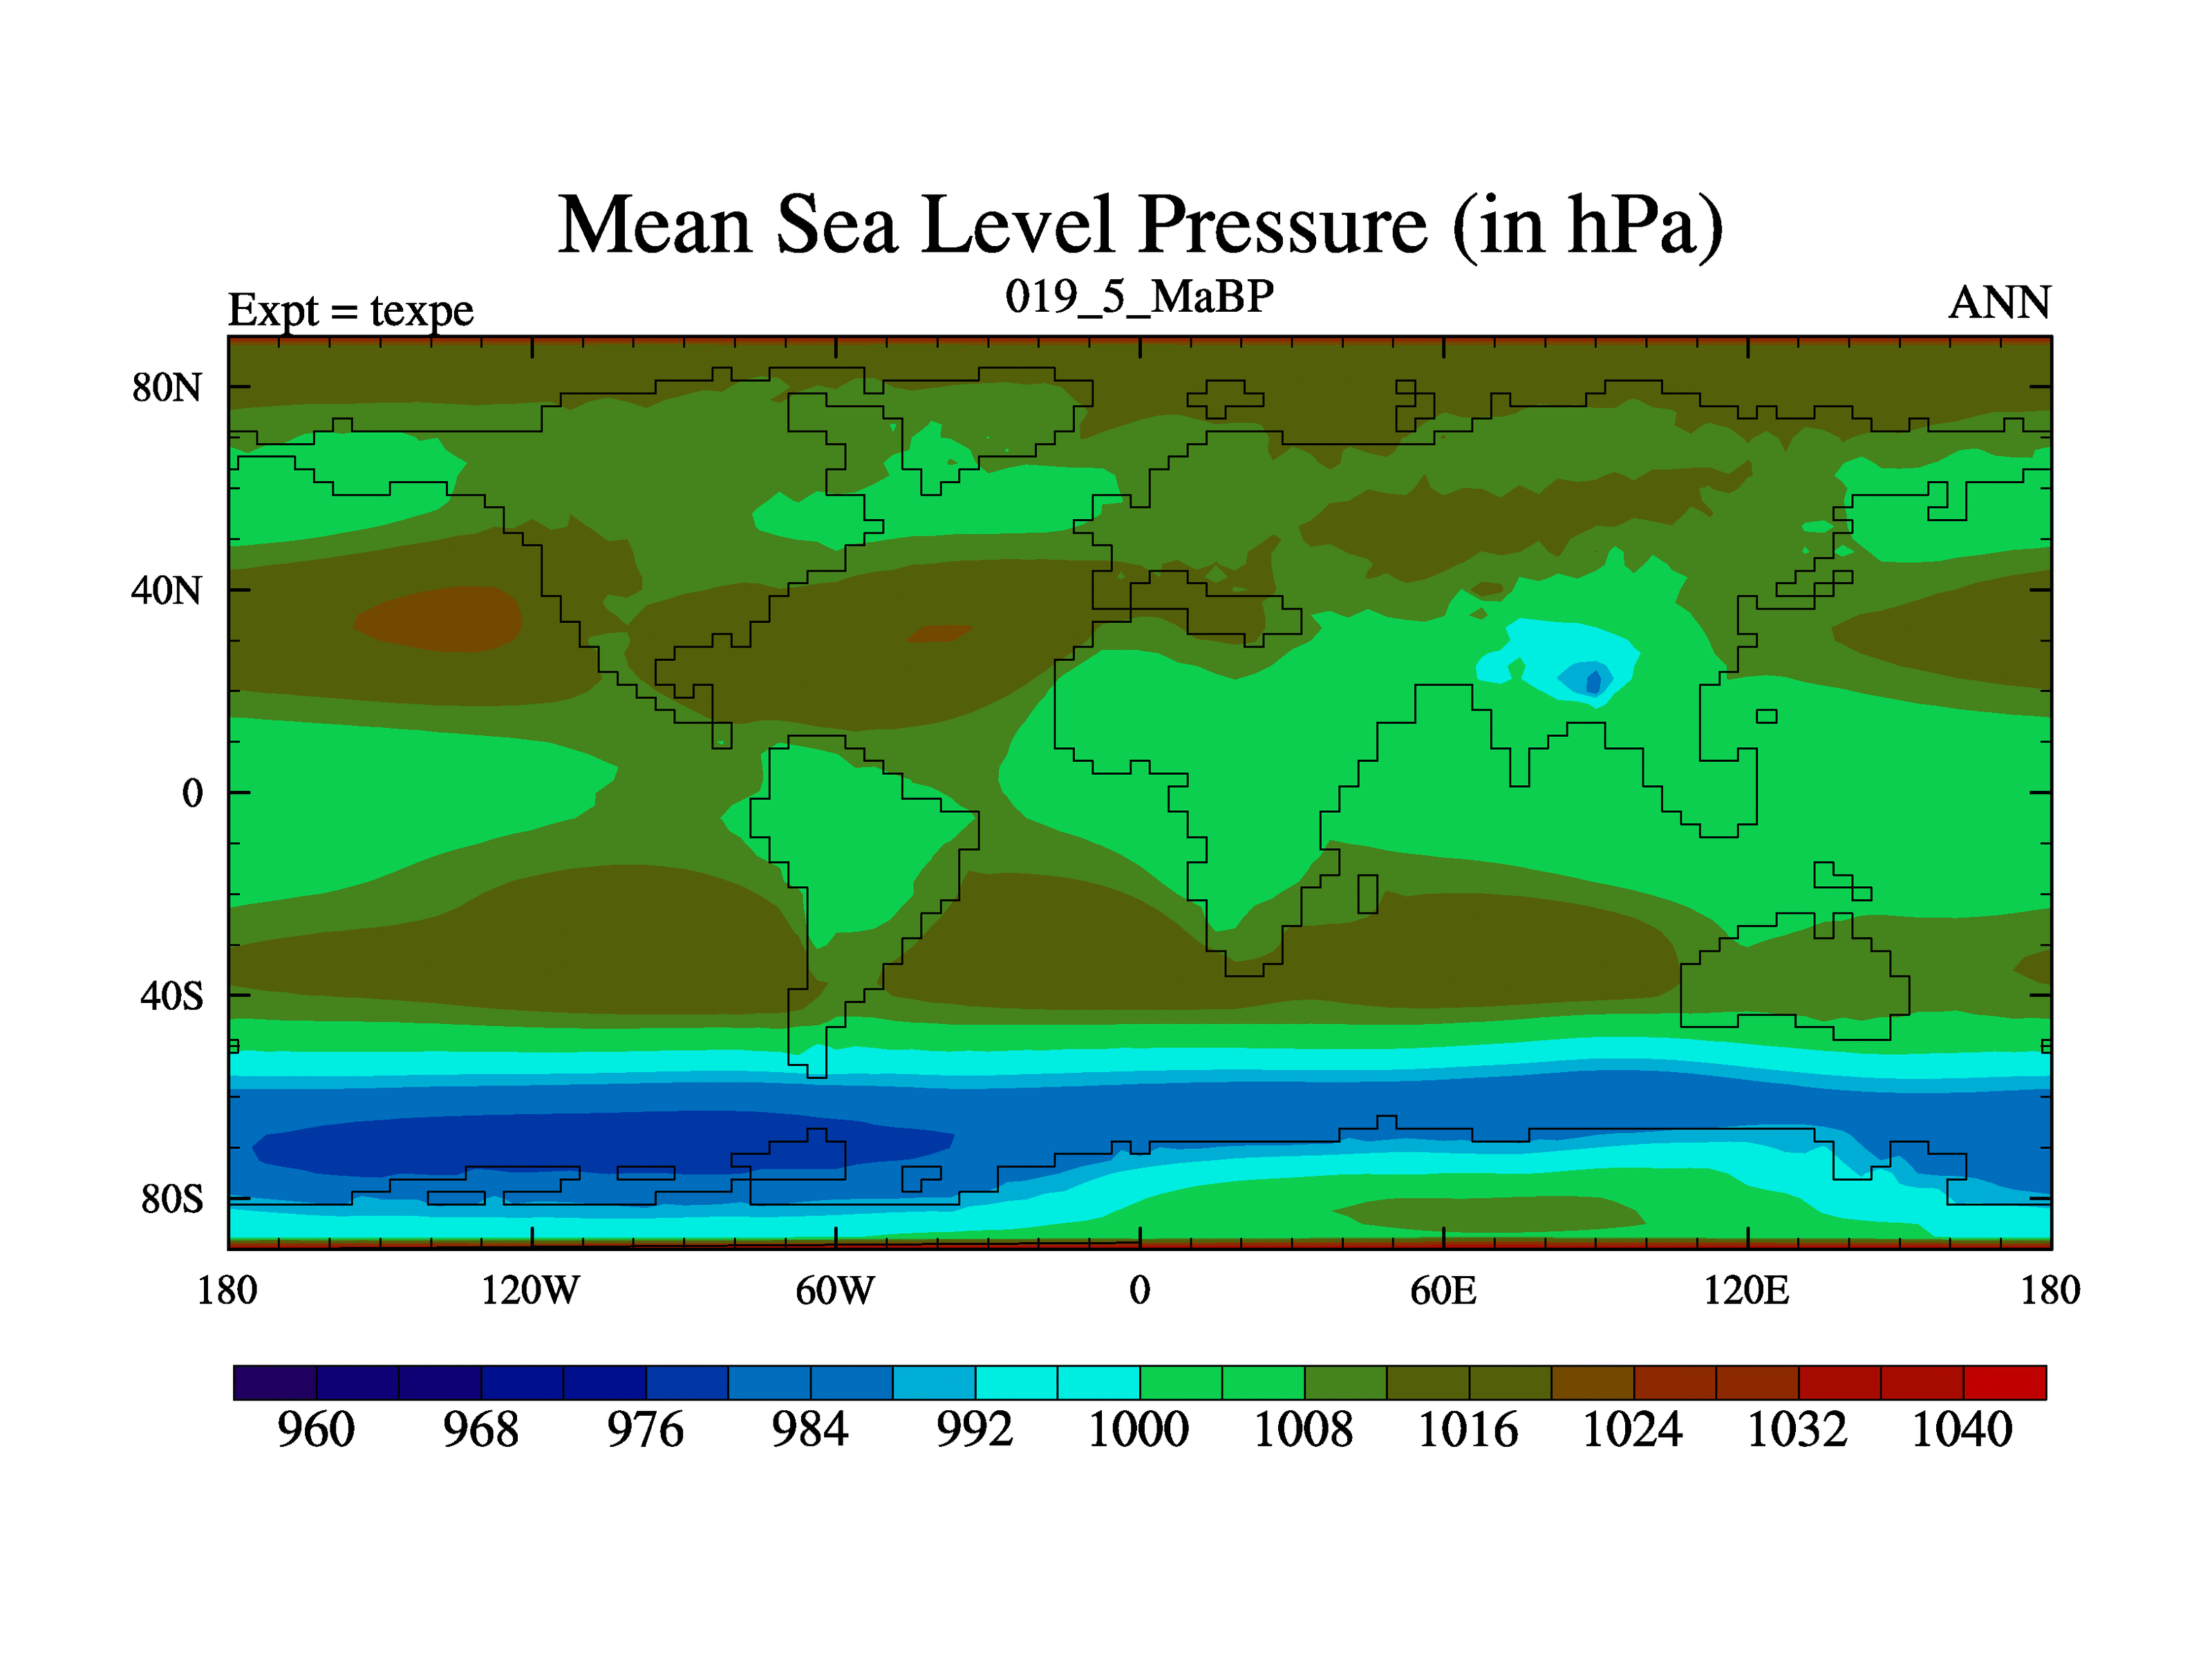 Mean Sea Level Pressure (in hPa)
019_5_MaBP
Expt = texpe
ANN
80N
40N
0
40S
80S
180 120W 60W 0 60E 120E 180
960 968 976 984 992 1000 1008 1016 1024 1032 1040